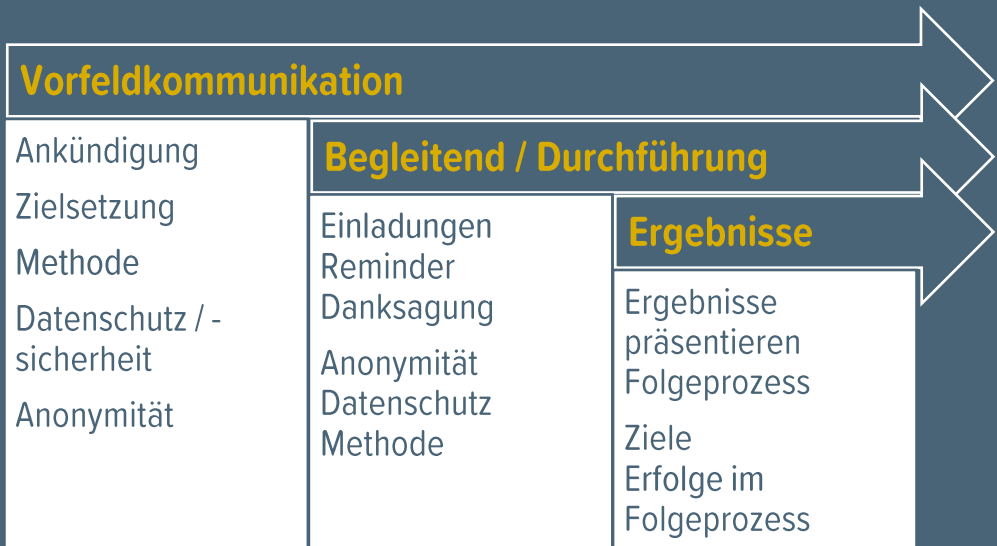 Vorfeldkommunikation
Ankündigung
Zielsetzung
Methode
Datenschutz / -
sicherheit
Anonymität
Begleitend / Durchführung
Einladungen
Reminder
Danksagung
Anonymität
Datenschutz
Methode
Ergebnisse
Ergebnisse
präsentieren
Folgeprozess
Ziele
Erfolge im
Folgeprozess